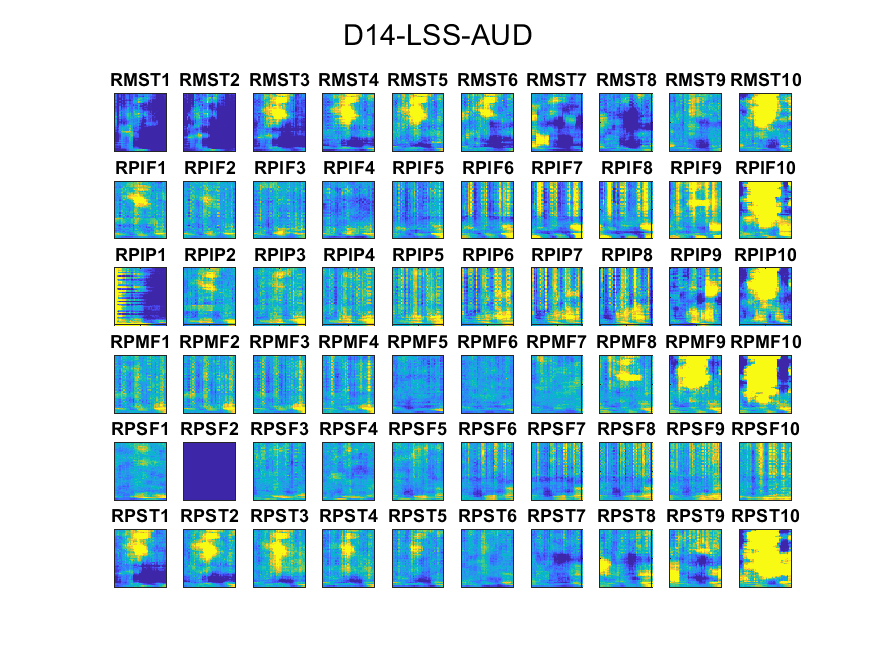 D14-LSS-AUD
RMST1 RMST2 RMST3 RMST4 RMST5 RMST6 RMST7 RMST8 RMST9 RMST10
RPIF1 RPIF2 RPIF3 RPIF4 RPIF5 RPIF6 RPIF7 RPIF8 RPIF9 RPIF10
RPIP1 RPIP2 RPIP3 RPIP4 RPIP5 RPIP6 RPIP7 RPIP8 RPIP9 RPIP10
RPMF1 RPMF2 RPMF3 RPMF4 RPMF5 RPMF6 RPMF7 RPMF8 RPMF9 RPMF10
RPSF1 RPSF2 RPSF3 RPSF4 RPSF5 RPSF6 RPSF7 RPSF8 RPSF9 RPSF10
RPST1 RPST2 RPST3 RPST4 RPST5 RPST6 RPST7 RPST8 RPST9 RPST10